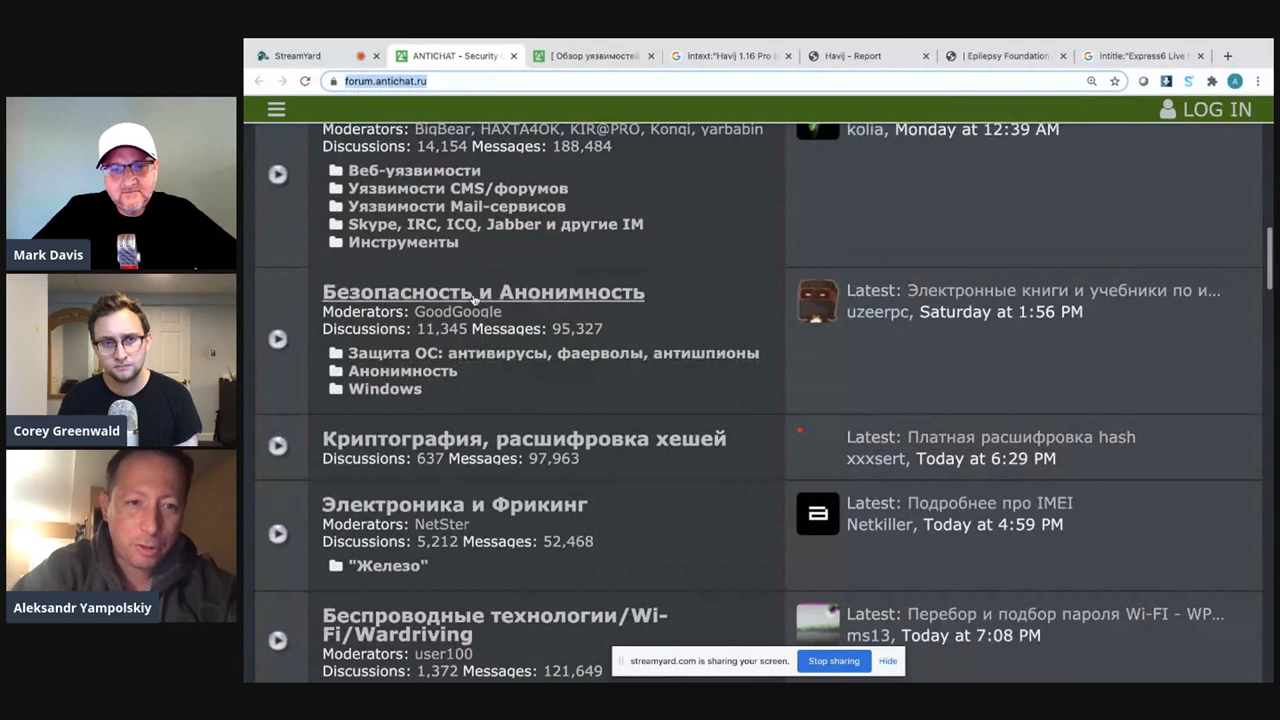 StreamYard
ANTICHAT - Security
[ Обзор уязвимостей
intext:"Havij 1.16 Pro
Havij - Report
| Epilepsy Foundation
intitle:"Express6 Live
forum.antichat.ru
LOG IN
Moderators: BigBear, HAXTA4OK, KIR@PRO, Konqi, yarbabin
Discussions: 14,154 Messages: 188,484
kolia, Monday at 12:39 AM
Веб-уязвимости
Уязвимости CMS/форумов
Уязвимости Mail-сервисов
Skype, IRC, ICQ, Jabber и другие IM
Инструменты
Безопасность и Анонимность
Moderators: GoodGoogle
Discussions: 11,345 Messages: 95,327
Latest: Электронные книги и учебники по и...
uzeerpc, Saturday at 1:56 PM
Защита ОС: антивирусы, фаерволы, антишпионы
Анонимность
Windows
Криптография, расшифровка хешей
Discussions: 637 Messages: 97,963
Latest: Платная расшифровка hash
xxxsert, Today at 6:29 PM
Электроника и Фрикинг
Moderators: NetSter
Discussions: 5,212 Messages: 52,468
Latest: Подробнее про IMEI
Netkiller, Today at 4:59 PM
"Железо"
Беспроводные технологии/Wi-
Fi/Wardriving
Moderators: user100
Discussions: 1,372 Messages: 121,649
Latest: Перебор и подбор пароля Wi-FI - WP...
ms13, Today at 7:08 PM
streamyard.com is sharing your screen.
Stop sharing
Hide
Mark Davis
Corey Greenwald
Aleksandr Yampolskiy